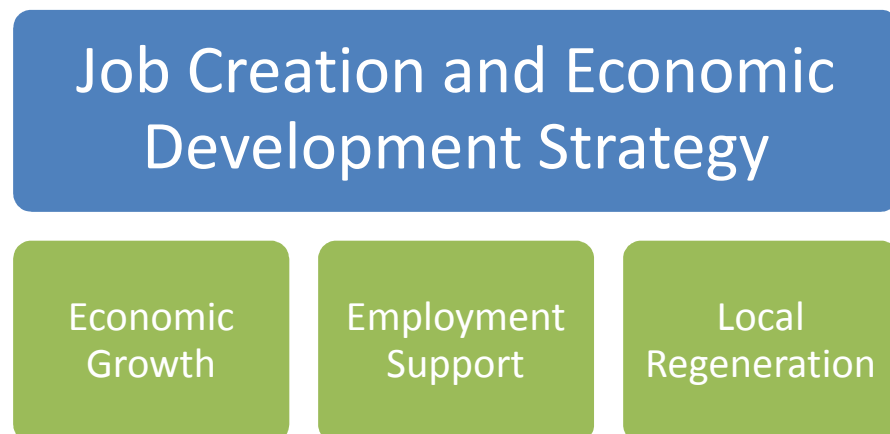 Job Creation and Economic
Development Strategy
Economic
Growth
Employment
Support
Local
Regeneration